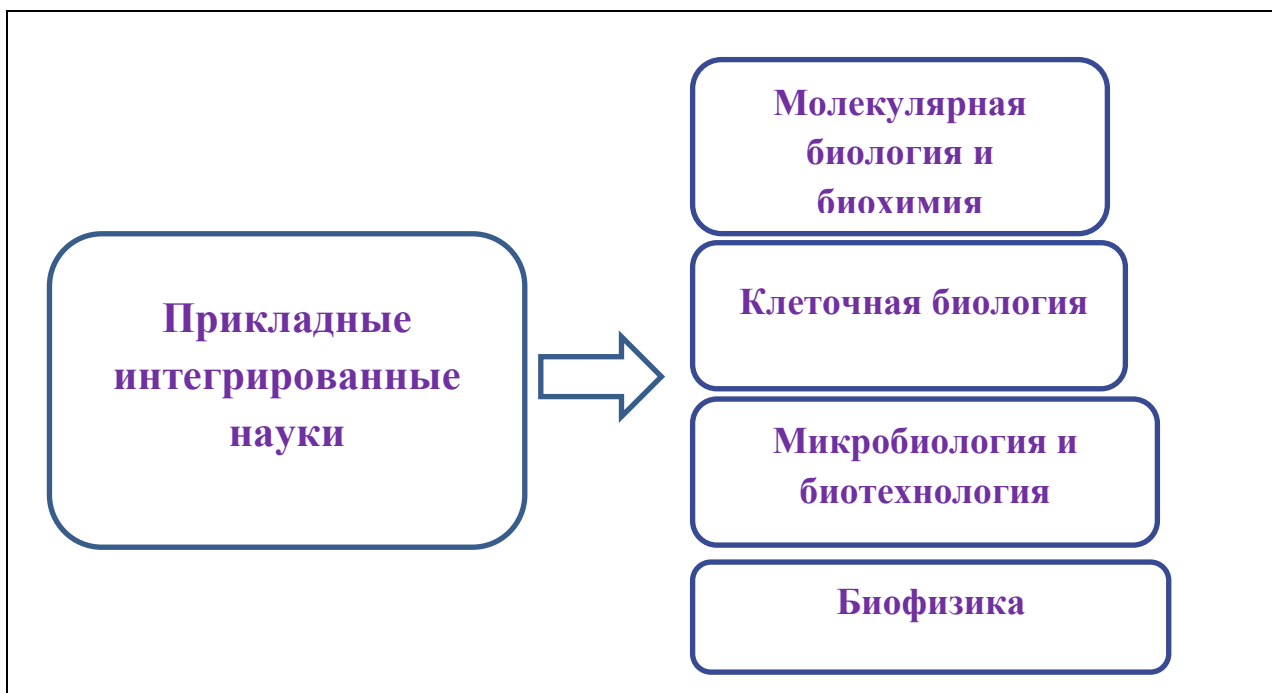 Прикладные
интегрированные
науки
Молекулярная
биология и
биохимия
Клеточная биология
Микробиология и
биотехнология
Биофизика